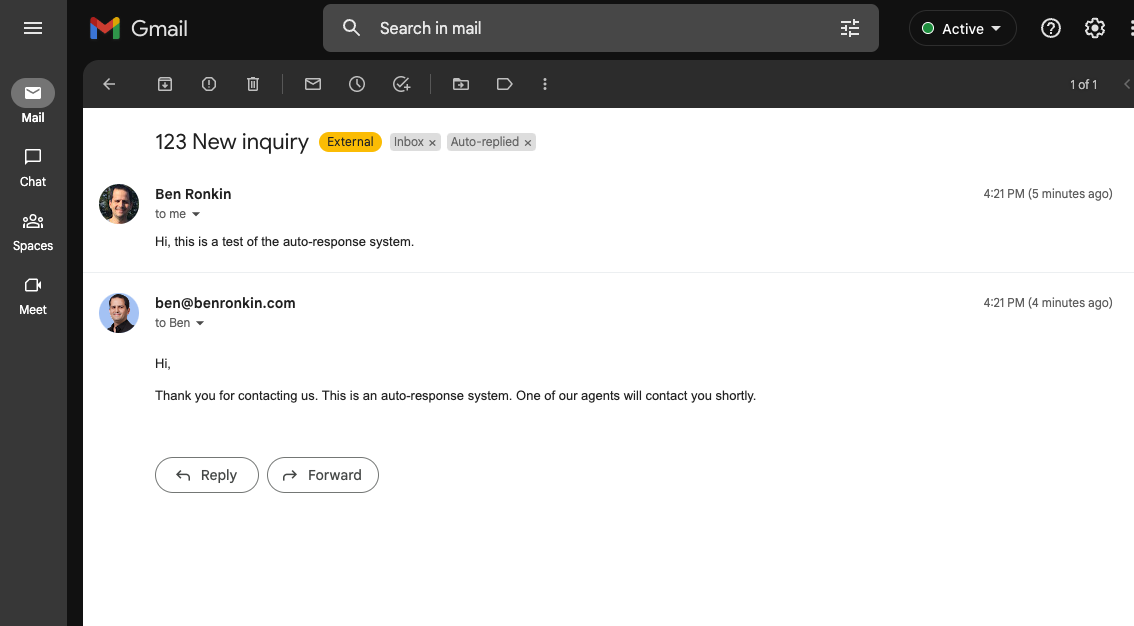 Gmail
Search in mail
Active
1 of 1
Mail
Chat
Spaces
Meet
123 New inquiry External Inbox × Auto-replied ×
Ben Ronkin 4:21 PM (5 minutes ago)
to me
Hi, this is a test of the auto-response system.
ben@benronkin.com 4:21 PM (4 minutes ago)
to Ben
Hi,
Thank you for contacting us. This is an auto-response system. One of our agents will contact you shortly.
Reply Forward